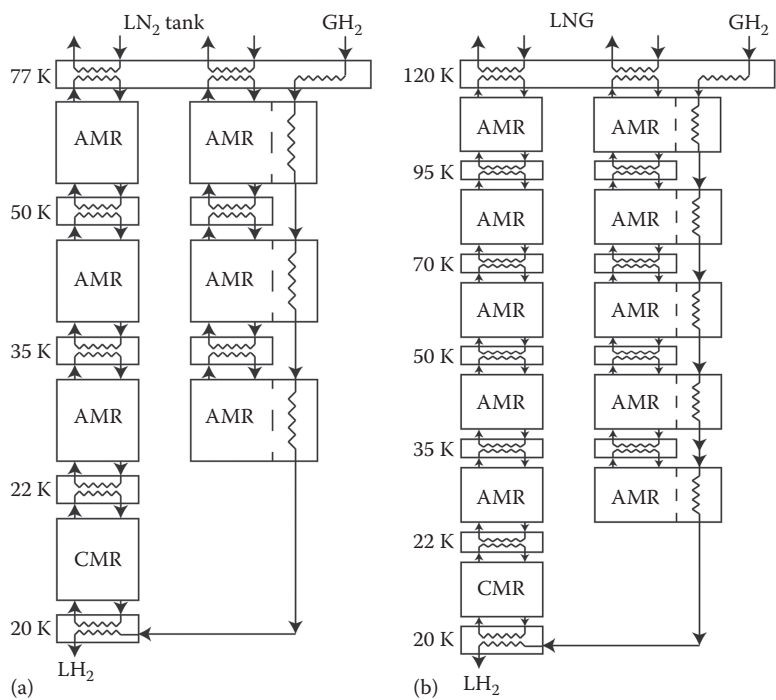 LN₂ tank GH₂
77 K
AMR AMR
50 K
AMR AMR
35 K
AMR AMR
22 K
CMR
20 K
LH₂
(a)
LNG GH₂
120 K
AMR AMR
95 K
AMR AMR
70 K
AMR AMR
50 K
AMR AMR
35 K
AMR AMR
22 K
CMR
20 K
LH₂
(b)